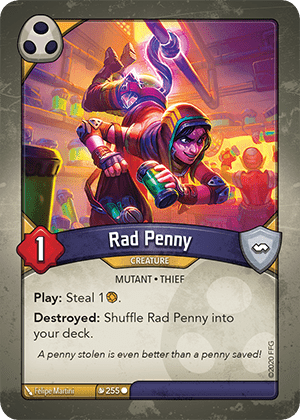 1
Rad Penny
CREATURE
MUTANT • THIEF
Play: Steal 1
Destroyed: Shuffle Rad Penny into
your deck.
A penny stolen is even better than a penny saved!
Felipe Martini
255
©2020 FFG